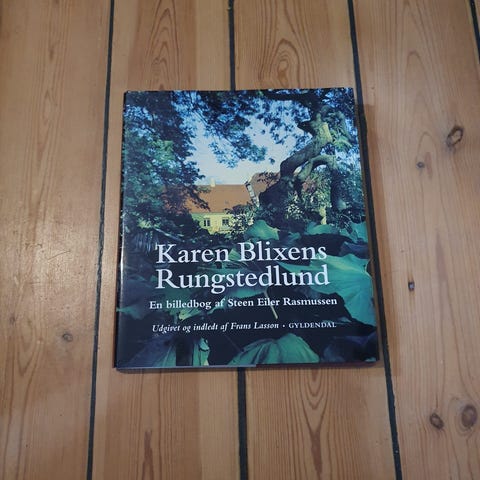 Karen Blixens
Rungstedlund
En billedbog af Steen Eiler Rasmussen
Udgivet og indledt af Frans Lasson · GYLDENDAL